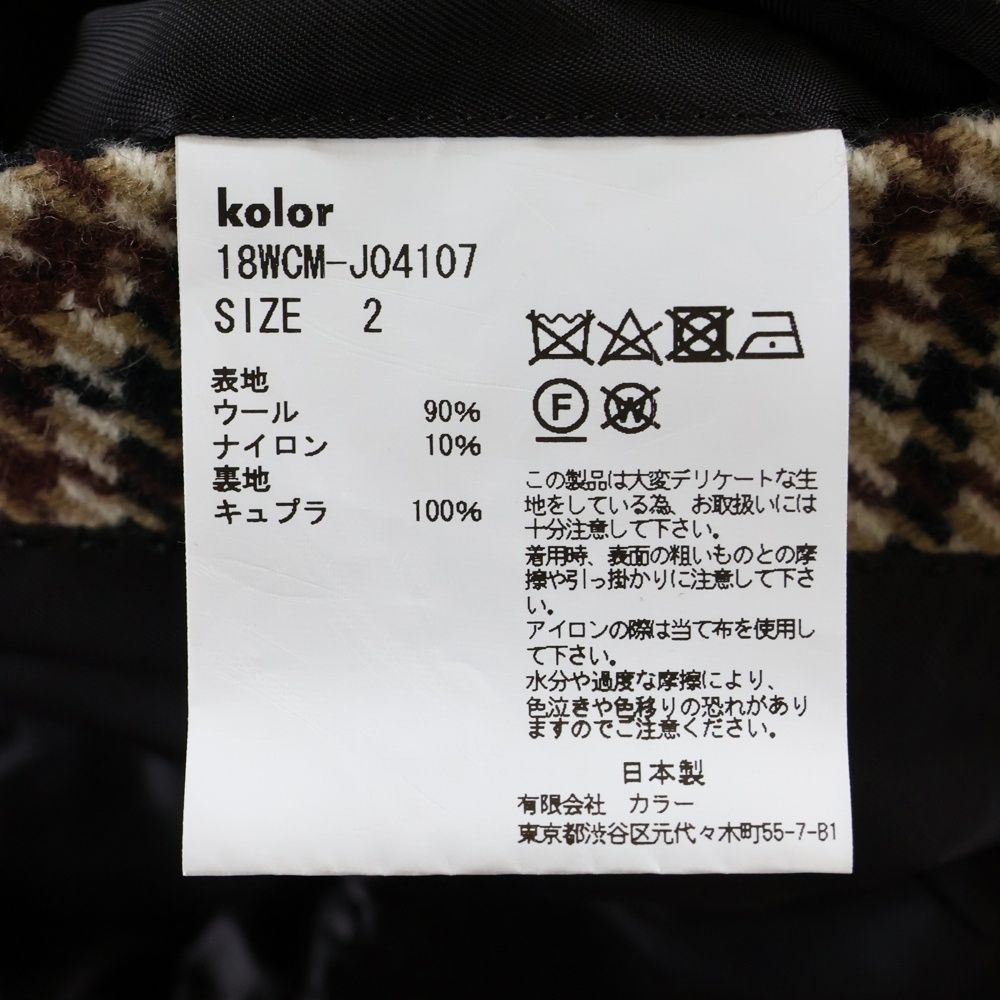 kolor
18WCM-J04107
SIZE 2
表地
ウール 90%
ナイロン 10%
裏地
キュプラ 100%
F
W
この製品は大変デリケートな生
地をしている為、お取扱いには
十分注意して下さい。
着用時、表面の粗いものとの摩
擦や引っ掛かりに注意して下さ
い。
アイロンの際は当て布を使用し
て下さい。
水分や過度な摩擦により、
色泣きや色移りの恐れがあり
ますのでご注意ください。
日本製
有限会社 カラー
東京都渋谷区元代々木町55-7-B1